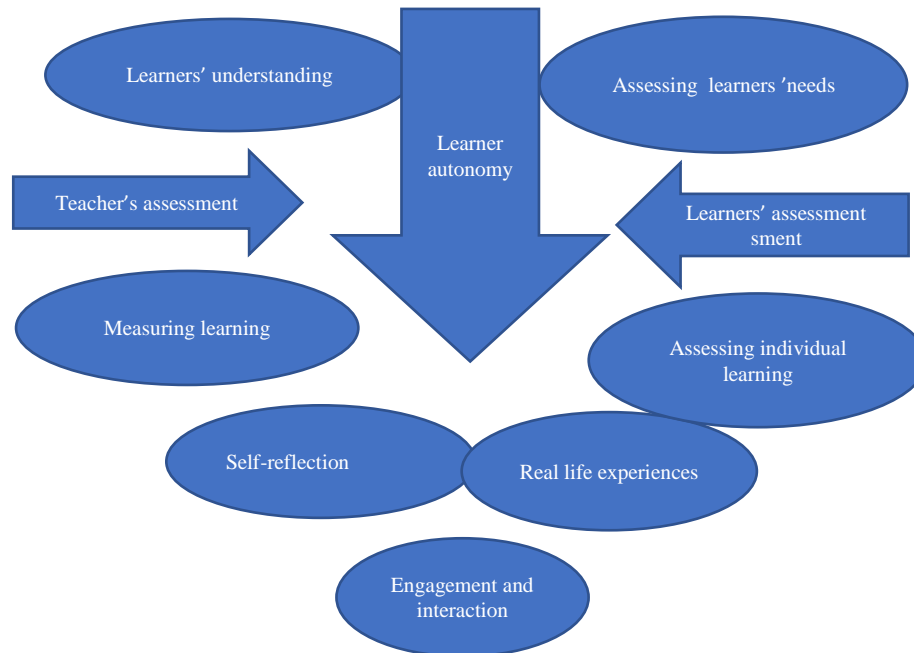 Learners’ understanding
Assessing learners ’needs
Learner
autonomy
Teacher’s assessment
Learners’ assessment
sment
Measuring learning
Assessing individual
learning
Self-reflection
Real life experiences
Engagement and
interaction